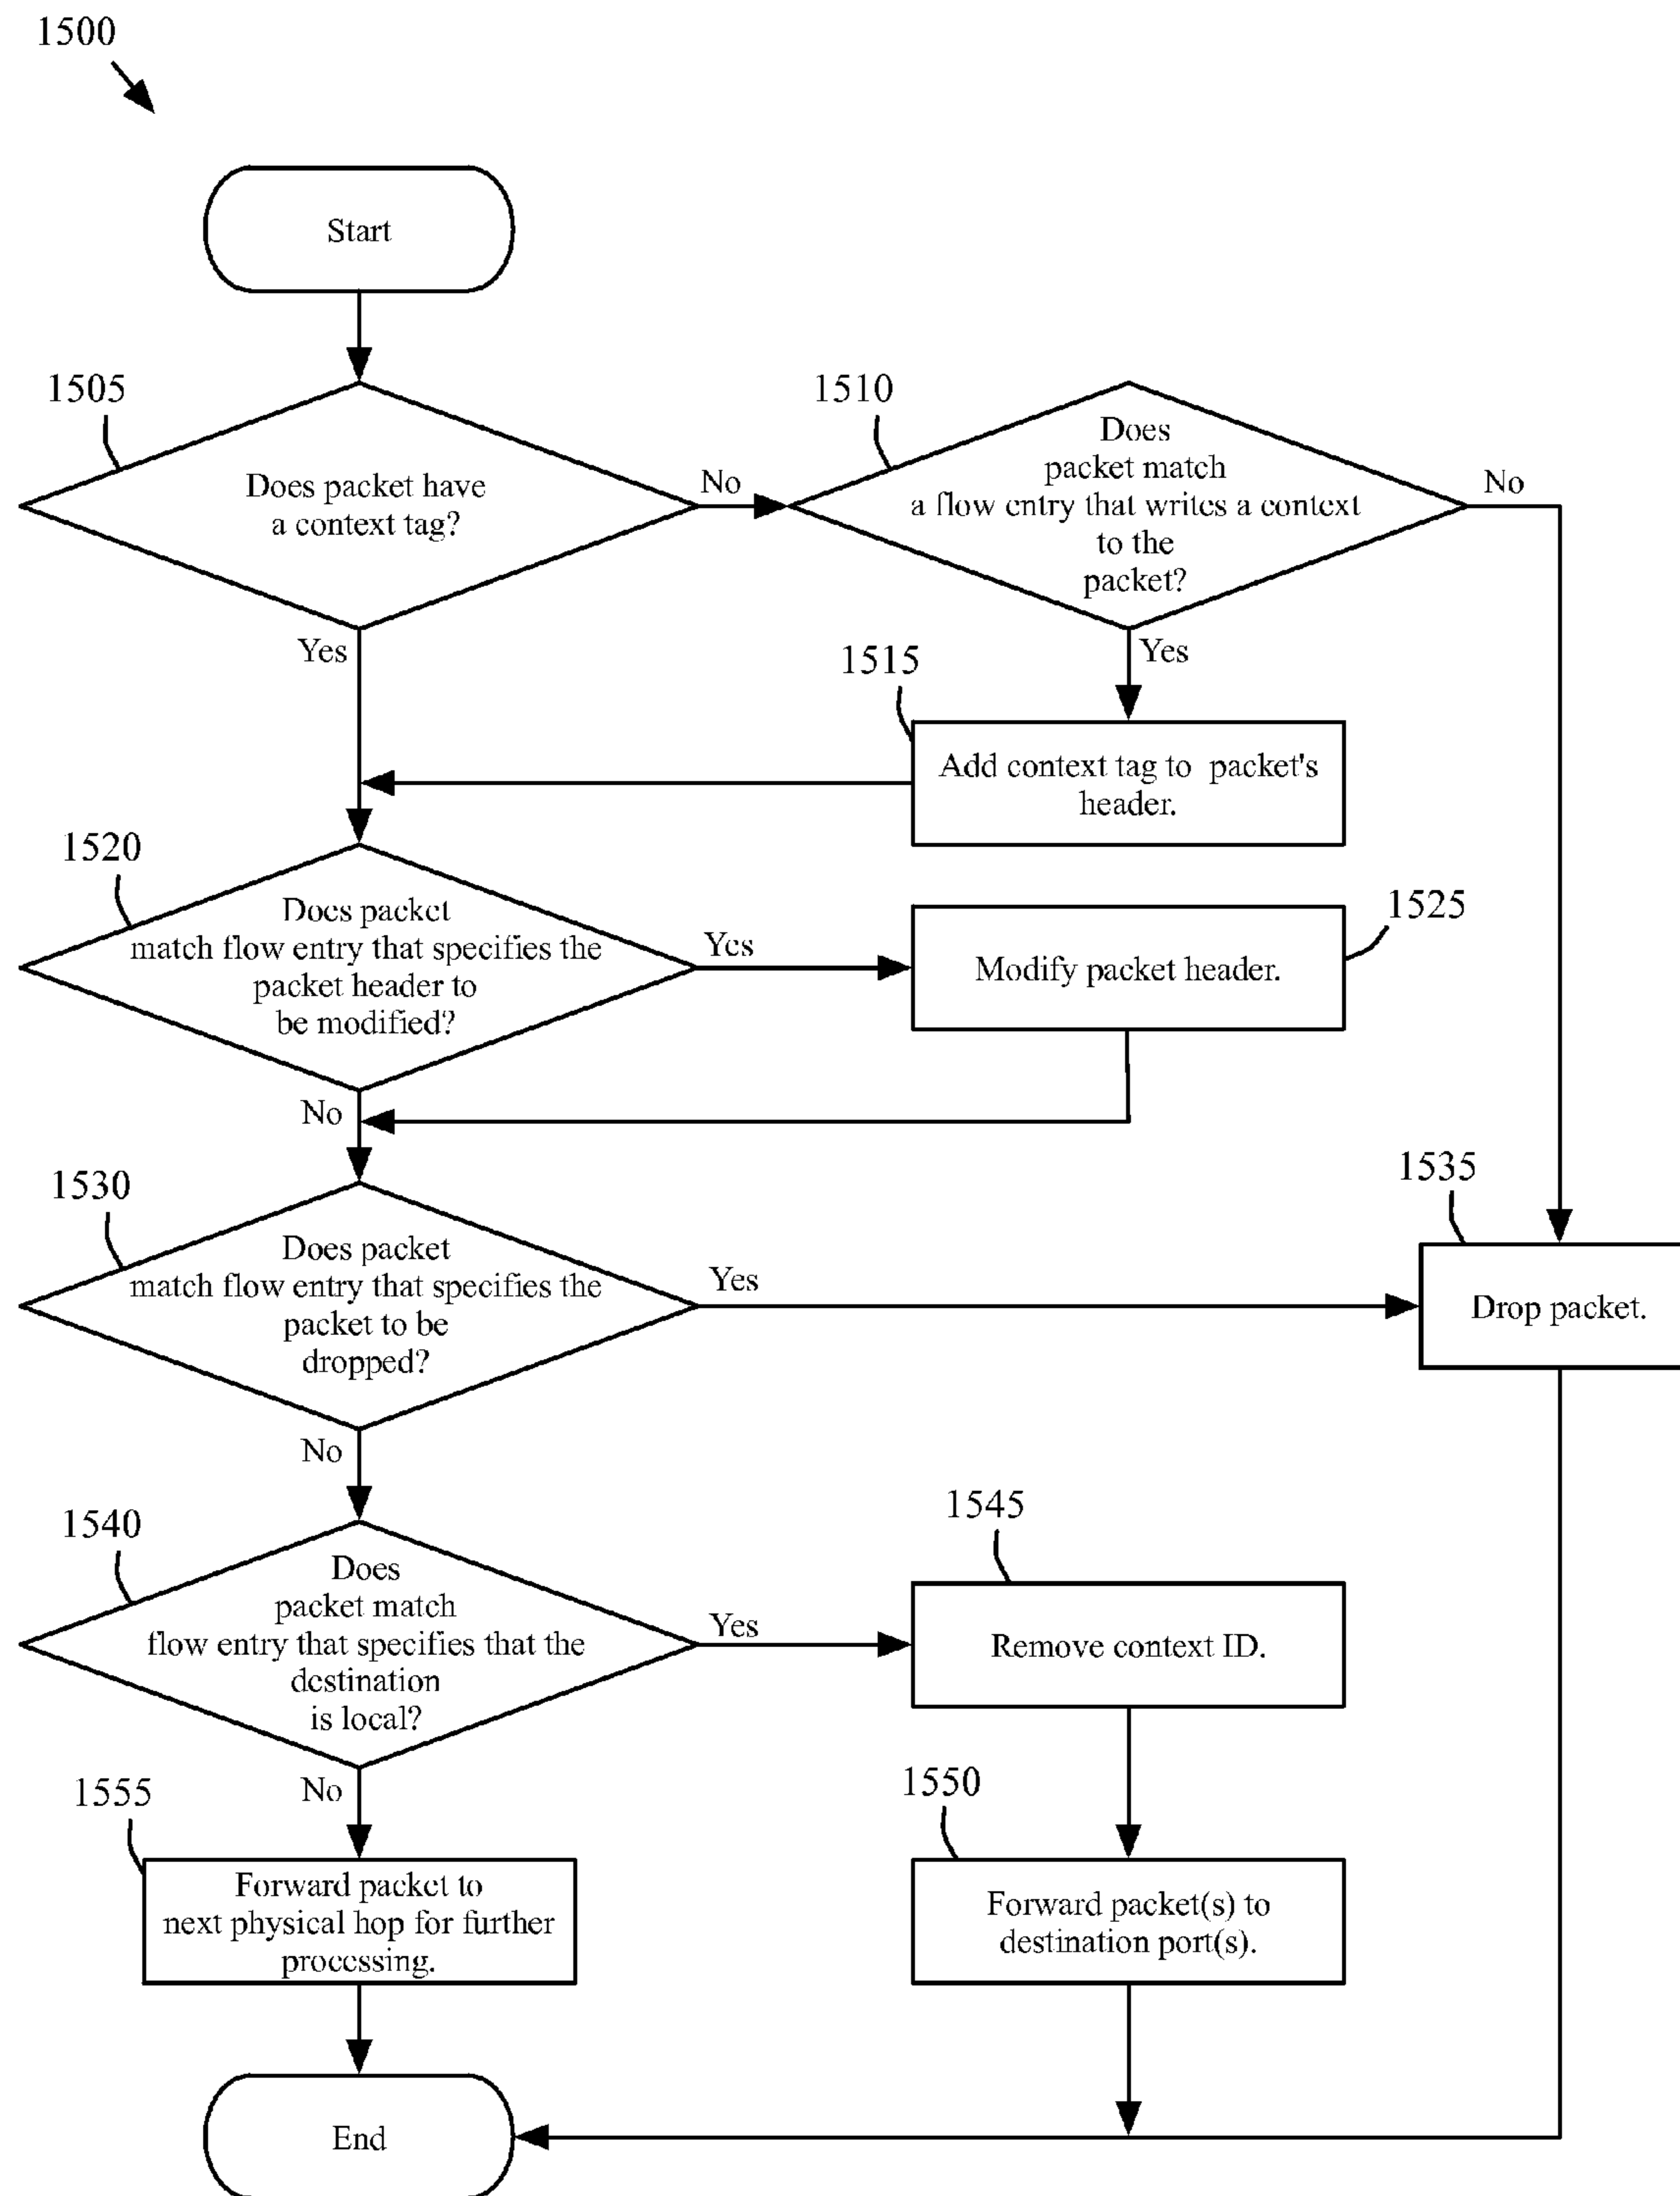 1500
Start
1505
Does packet have
a context tag?
No
1510
Does
packet match
a flow entry that writes a context
to the
packet?
No
Yes
Yes
1515
Add context tag to packet's
header.
1520
Does packet
match flow entry that specifies the
packet header to
be modified?
Yes
1525
Modify packet header.
No
1530
Does packet
match flow entry that specifies the
packet to be
dropped?
Yes
1535
Drop packet.
No
1540
Does
packet match
flow entry that specifies that the
destination
is local?
Yes
1545
Remove context ID.
No
1555
Forward packet to
next physical hop for further
processing.
1550
Forward packet(s) to
destination port(s).
End